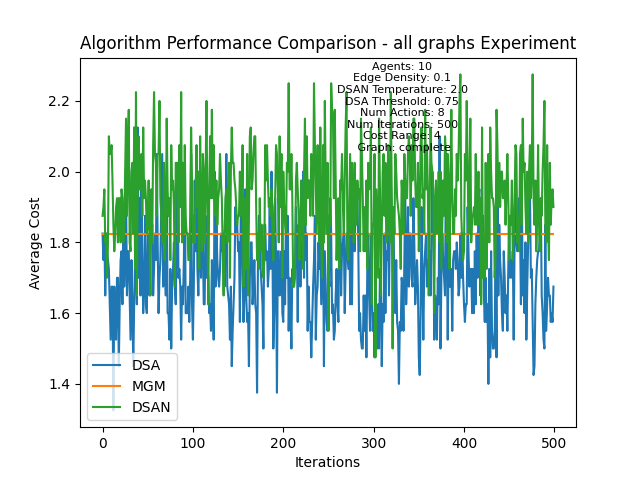 Algorithm Performance Comparison - all graphs Experiment
Agents: 10
Edge Density: 0.1
DSAN Temperature: 2.0
DSA Threshold: 0.75
Num Actions: 8
Num Iterations: 500
Cost Range: 4
Graph: complete
Average Cost
2.2
2.0
1.8
1.6
1.4
DSA
MGM
DSAN
0
100
200
300
400
500
Iterations